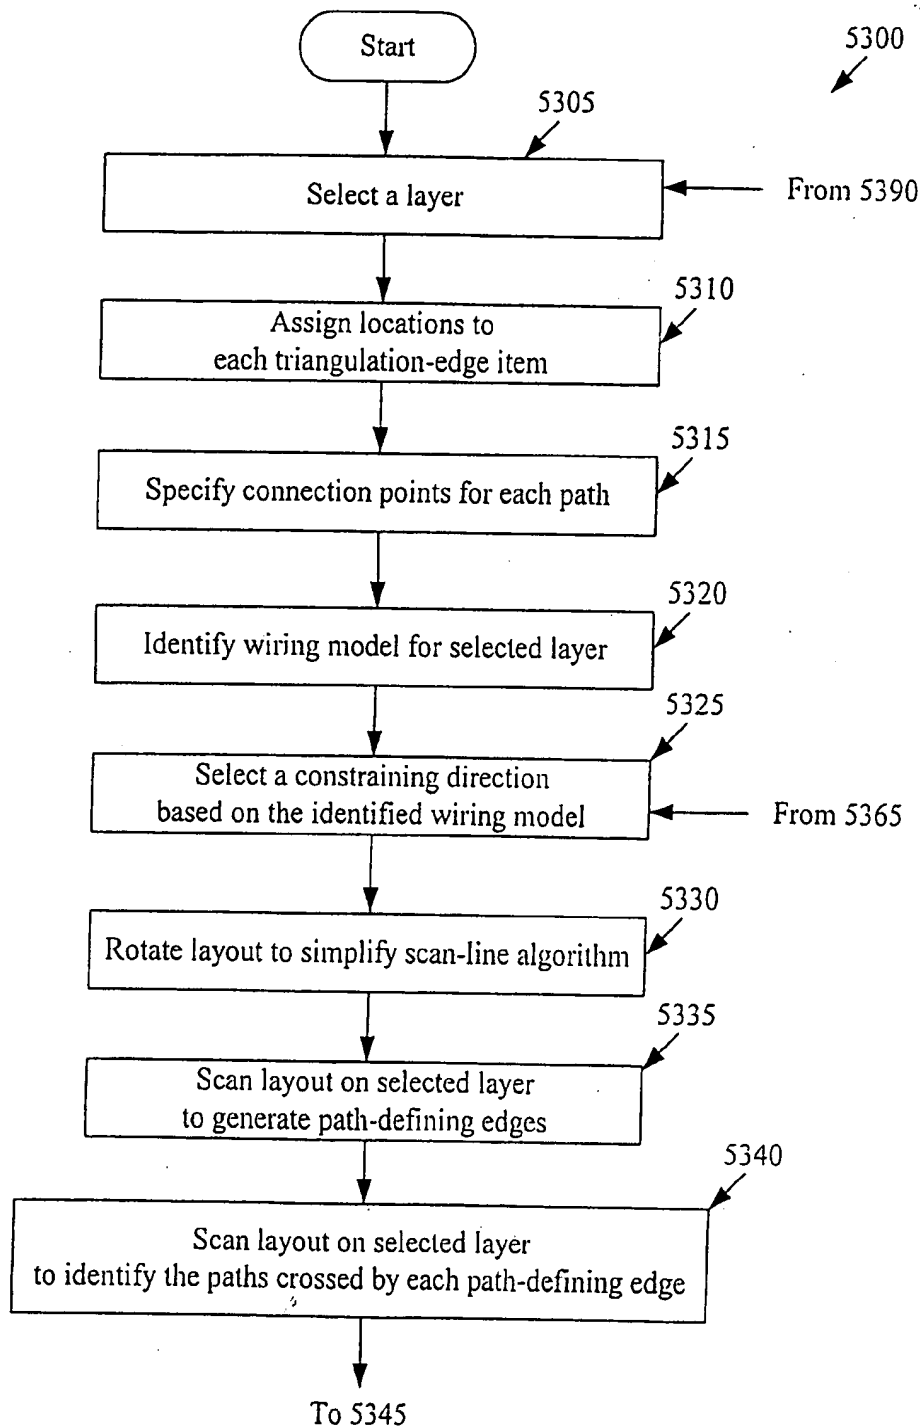 Start
5300
5305
Select a layer
From 5390
5310
Assign locations to
each triangulation-edge item
5315
Specify connection points for each path
5320
Identify wiring model for selected layer
5325
Select a constraining direction
based on the identified wiring model
From 5365
5330
Rotate layout to simplify scan-line algorithm
5335
Scan layout on selected layer
to generate path-defining edges
5340
Scan layout on selected layer
to identify the paths crossed by each path-defining edge
To 5345